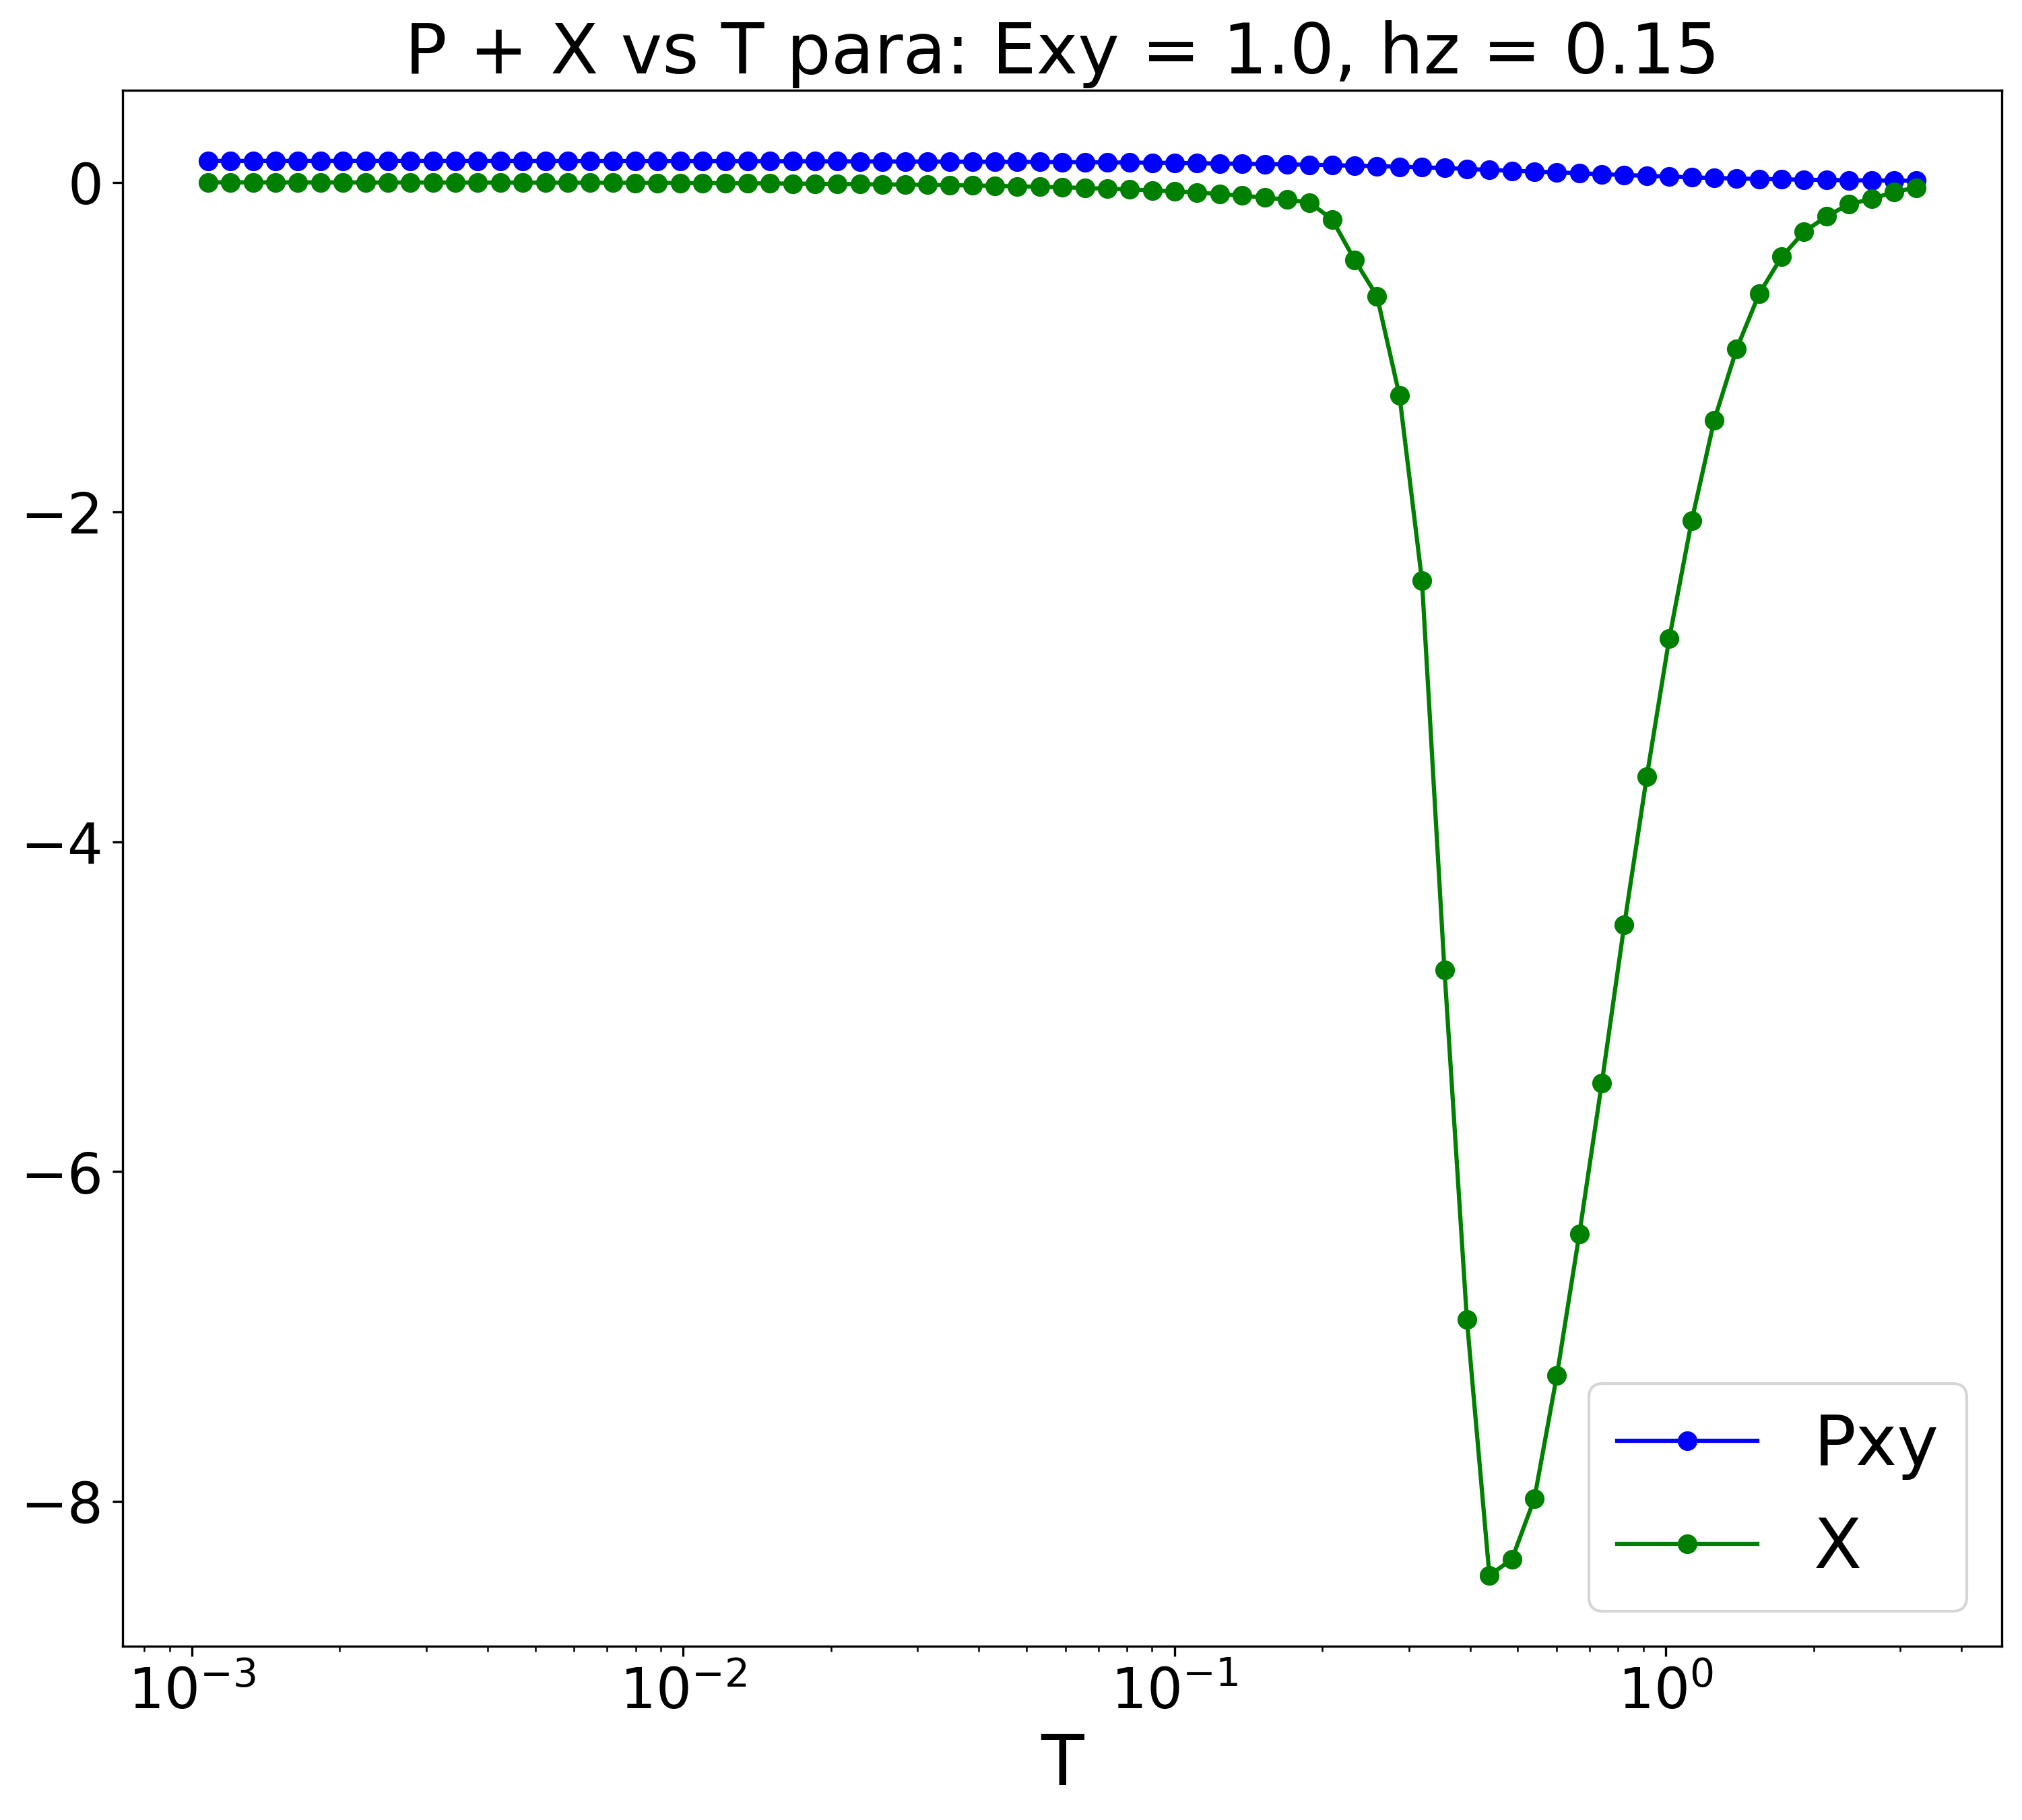 P + X vs T para: Exy = 1.0, hz = 0.15
0
−2
−4
−6
−8
Pxy
X
10⁻³ 10⁻² 10⁻¹ 10⁰
T